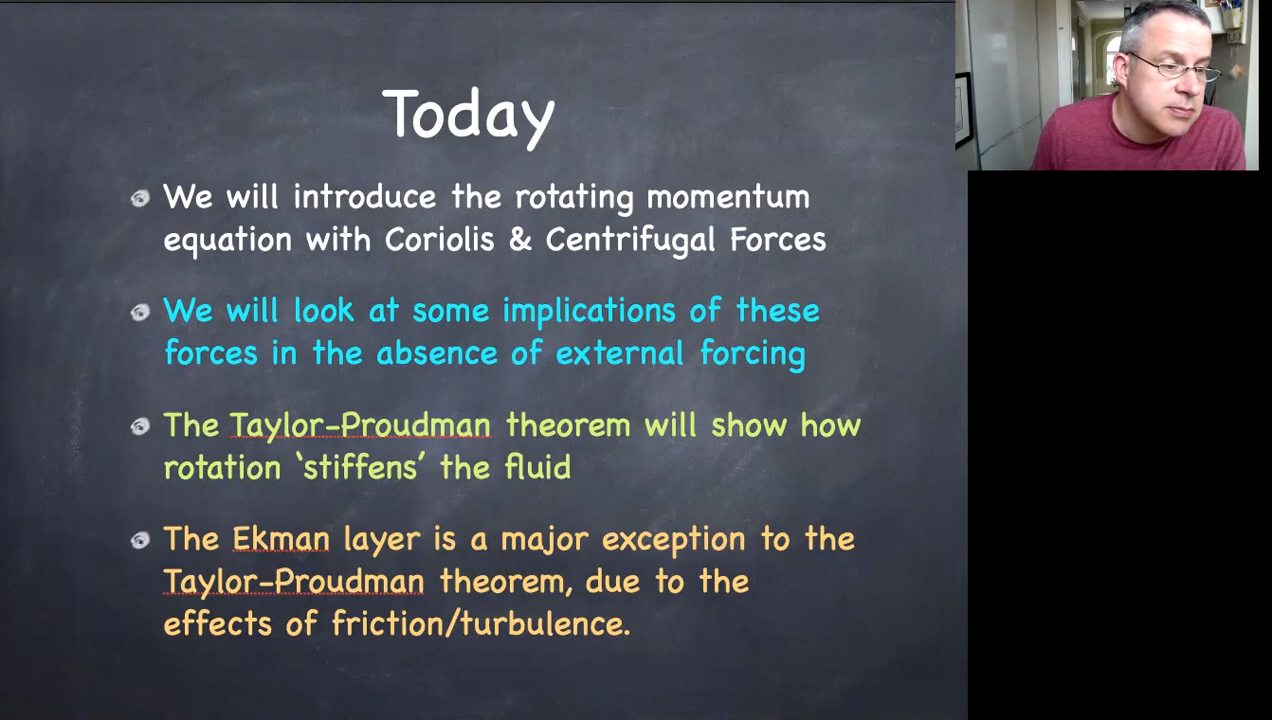 Today
We will introduce the rotating momentum
equation with Coriolis & Centrifugal Forces
We will look at some implications of these
forces in the absence of external forcing
The Taylor-Proudman theorem will show how
rotation ‘stiffens’ the fluid
The Ekman layer is a major exception to the
Taylor-Proudman theorem, due to the
effects of friction/turbulence.